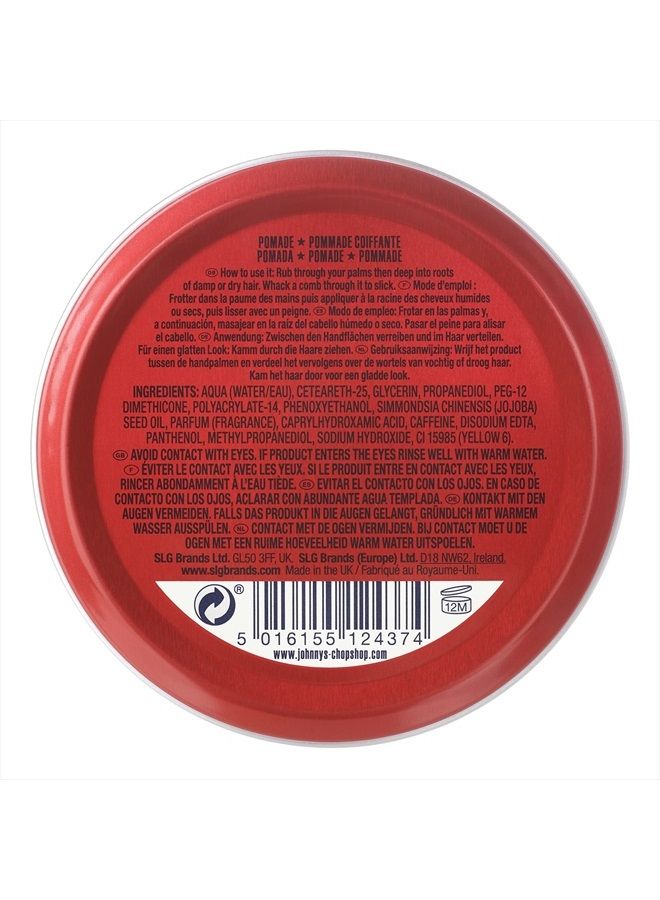 POMADE ★ POMMADE COIFFANTE
POMADA ★ POMADE ★ POMMADE
GB How to use it: Rub through your palms then deep into roots
of damp or dry hair. Whack a comb through it to slick. F Mode d'emploi :
Frotter dans la paume des mains puis appliquer à la racine des cheveux humides
ou secs, puis lisser avec un peigne. ES Modo de empleo: Frotar en las palmas y,
a continuación, masajear en la raíz del cabello húmedo o seco. Pasar el peine para alisar
el cabello. DE Anwendung: Zwischen den Handflächen verreiben und im Haar verteilen.
Für einen glatten Look: Kamm durch die Haare ziehen. NL Gebruiksaanwijzing: Wrijf het product
tussen de handpalmen en verdeel het vervolgens over de wortels van vochtig of droog haar.
Kam het haar door voor een gladde look.
INGREDIENTS: AQUA (WATER/EAU), CETEARETH-25, GLYCERIN, PROPANEDIOL, PEG-12
DIMETHICONE, POLYACRYLATE-14, PHENOXYETHANOL, SIMMONDSIA CHINENSIS (JOJOBA)
SEED OIL, PARFUM (FRAGRANCE), CAPRYLHYDROXAMIC ACID, CAFFEINE, DISODIUM EDTA,
PANTHENOL, METHYLPROPANEDIOL, SODIUM HYDROXIDE, CI 15985 (YELLOW 6).
GB AVOID CONTACT WITH EYES. IF PRODUCT ENTERS THE EYES RINSE WELL WITH WARM WATER.
F ÉVITER LE CONTACT AVEC LES YEUX. SI LE PRODUIT ENTRE EN CONTACT AVEC LES YEUX,
RINCER ABONDAMMENT À L'EAU TIÈDE. ES EVITAR EL CONTACTO CON LOS OJOS. EN CASO DE
CONTACTO CON LOS OJOS, ACLARAR CON ABUNDANTE AGUA TEMPLADA. DE KONTAKT MIT DEN
AUGEN VERMEIDEN. FALLS DAS PRODUKT IN DIE AUGEN GELANGT, GRÜNDLICH MIT WARMEM
WASSER AUSSPÜLEN. NL CONTACT MET DE OGEN VERMIJDEN. BIJ CONTACT MOET U DE
OGEN MET EEN RUIME HOEVEELHEID WARM WATER UITSPOELEN.
SLG Brands Ltd. GL50 3FF, UK. SLG Brands (Europe) Ltd. D18 NW62, Ireland.
www.slgbrands.com Made in the UK / Fabriqué au Royaume-Uni.
®
12M
5 016155 124374
www.johnnys-chopshop.com